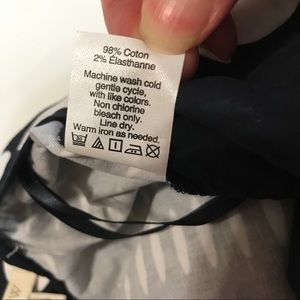 98% Coton
2% Élasthanne
Machine wash cold
gentle cycle,
with like colors.
Non chlorine
bleach only.
Line dry.
Warm iron as needed.